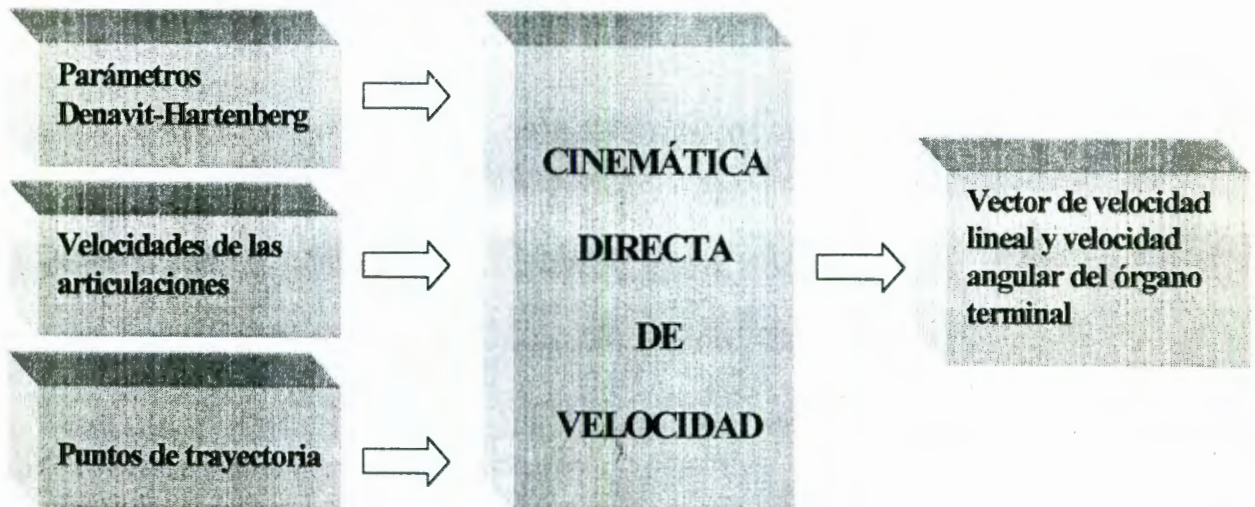 Parámetros
Denavit-Hartenberg
Velocidades de las
articulaciones
Puntos de trayectoria
CINEMÁTICA
DIRECTA
DE
VELOCIDAD
Vector de velocidad
lineal y velocidad
angular del órgano
terminal